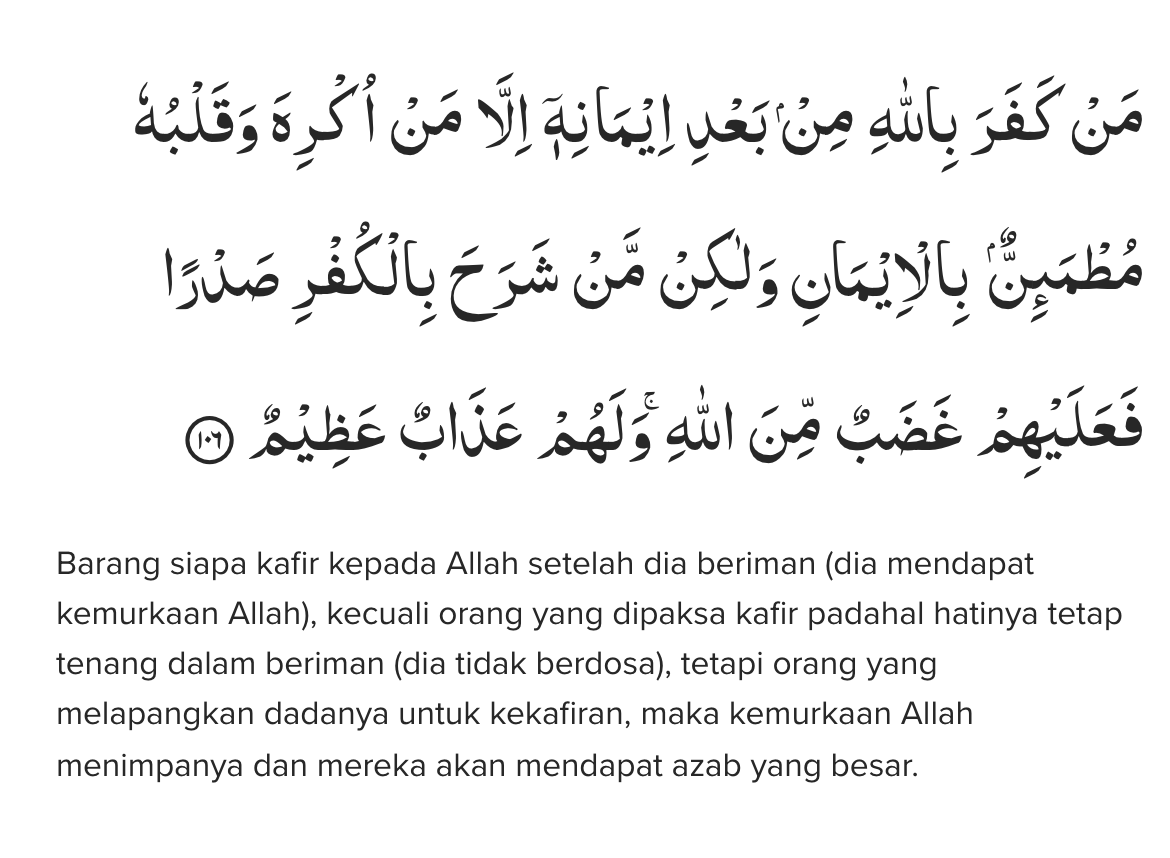 مَنْ كَفَرَ بِاللّٰهِ مِنْۢ بَعْدِ اِيْمَانِهٖٓ اِلَّا مَنْ اُكْرِهَ وَقَلْبُهٗ
مُطْمَىِٕنٌّۢ بِالْاِيْمَانِ وَلٰكِنْ مَّنْ شَرَحَ بِالْكُفْرِ صَدْرًا
فَعَلَيْهِمْ غَضَبٌ مِّنَ اللّٰهِ ۚوَلَهُمْ عَذَابٌ عَظِيْمٌ ١٠٦
Barang siapa kafir kepada Allah setelah dia beriman (dia mendapat
kemurkaan Allah), kecuali orang yang dipaksa kafir padahal hatinya tetap
tenang dalam beriman (dia tidak berdosa), tetapi orang yang
melapangkan dadanya untuk kekafiran, maka kemurkaan Allah
menimpanya dan mereka akan mendapat azab yang besar.